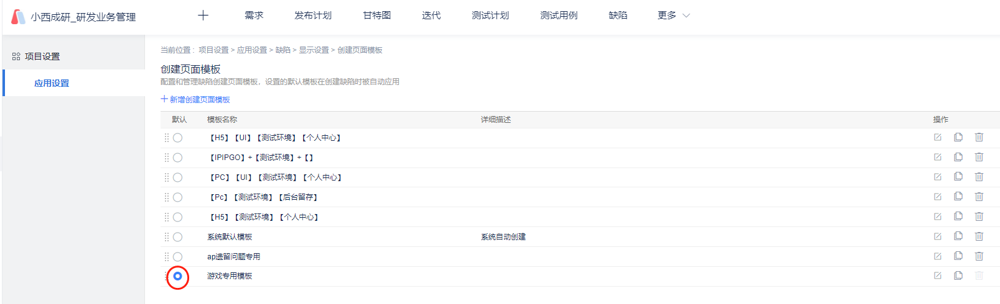 小西成研_研发业务管理 需求 发布计划 甘特图 迭代 测试计划 测试用例 缺陷 更多
项目设置
应用设置
当前位置：项目设置 > 应用设置 > 缺陷 > 显示设置 > 创建页面模板
创建页面模板
配置和管理缺陷创建页面模板，设置的默认模板在创建缺陷时被自动应用
新增创建页面模板
默认 模板名称 详细描述 操作
【H5】【UI】【测试环境】【个人中心】
【IPIPGO】+【测试环境】+【】
【PC】【UI】【测试环境】【个人中心】
【Pc】【测试环境】【后台留存】
【H5】【测试环境】【个人中心】
系统默认模板 系统自动创建
ap遗留问题专用
游戏专用模板